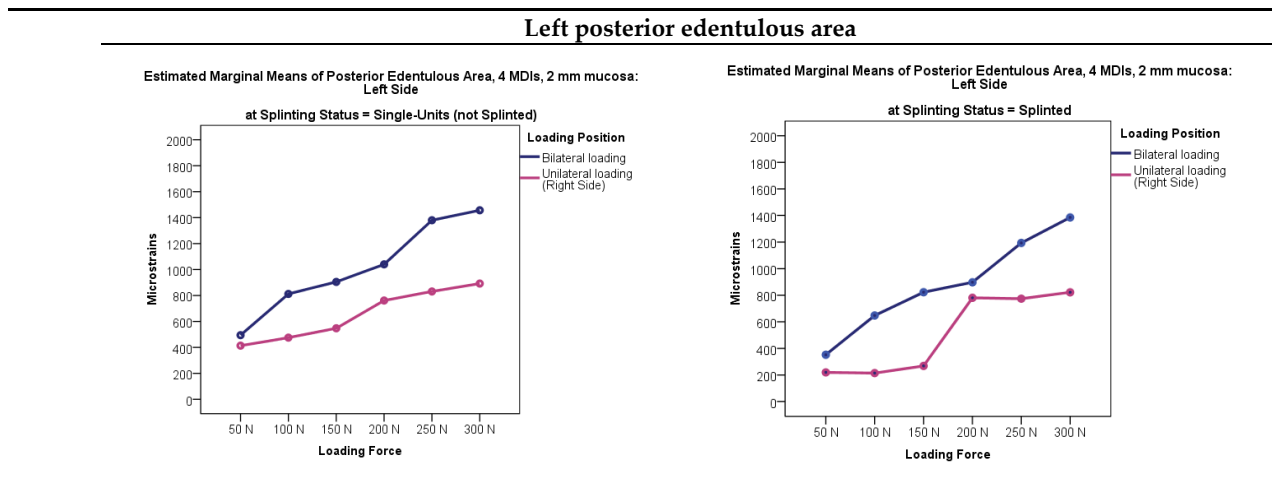 Left posterior edentulous area
Estimated Marginal Means of Posterior Edentulous Area, 4 MDIs, 2 mm mucosa:
Left Side
at Splinting Status = Single-Units (not Splinted)
2000
1800
1600
1400
1200
1000
800
600
400
200
0
Microstrains
50 N 100 N 150 N 200 N 250 N 300 N
Loading Force
Loading Position
Bilateral loading
Unilateral loading
(Right Side)
Estimated Marginal Means of Posterior Edentulous Area, 4 MDIs, 2 mm mucosa:
Left Side
at Splinting Status = Splinted
2000
1800
1600
1400
1200
1000
800
600
400
200
0
Microstrains
50 N 100 N 150 N 200 N 250 N 300 N
Loading Force
Loading Position
Bilateral loading
Unilateral loading
(Right Side)